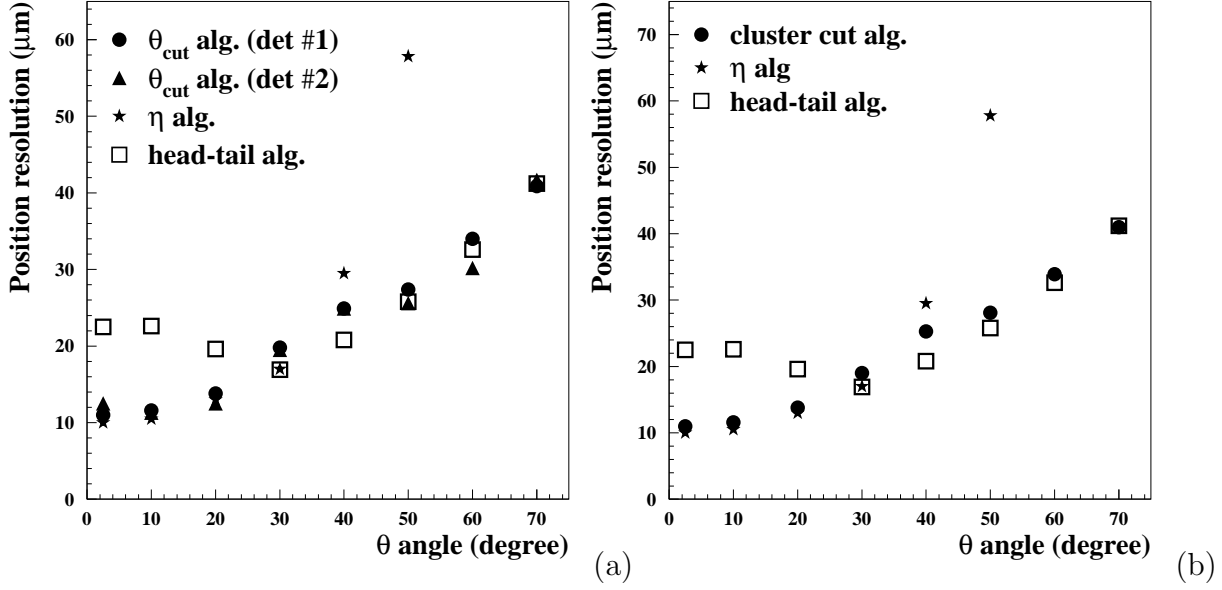 Position resolution (μm)
60
50
40
30
20
10
0
θcut alg. (det #1)
θcut alg. (det #2)
η alg.
head-tail alg.
0 10 20 30 40 50 60 70
θ angle (degree)
(a)
Position resolution (μm)
70
60
50
40
30
20
10
0
cluster cut alg.
η alg
head-tail alg.
0 10 20 30 40 50 60 70
θ angle (degree)
(b)